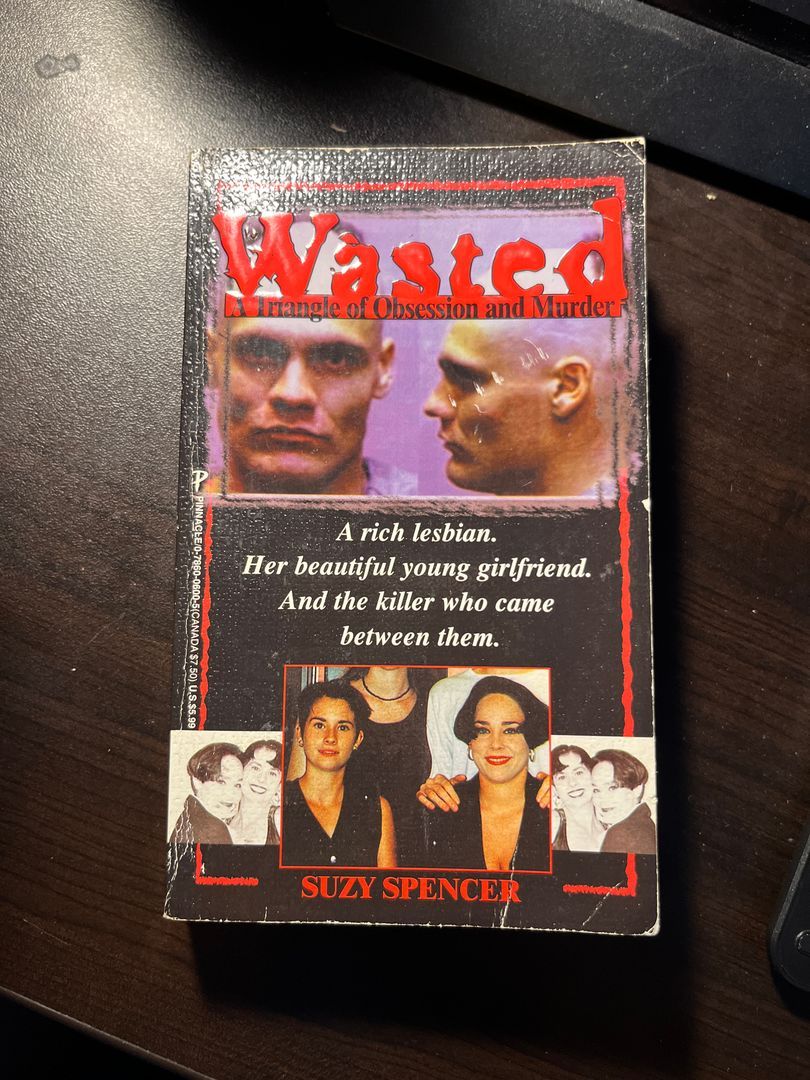 Wasted
A Triangle of Obsession and Murder
A rich lesbian.
Her beautiful young girlfriend.
And the killer who came
between them.
SUZY SPENCER
P PINNACLE/0-7860-0600-5/(CANADA $7.50) U.S. $5.99